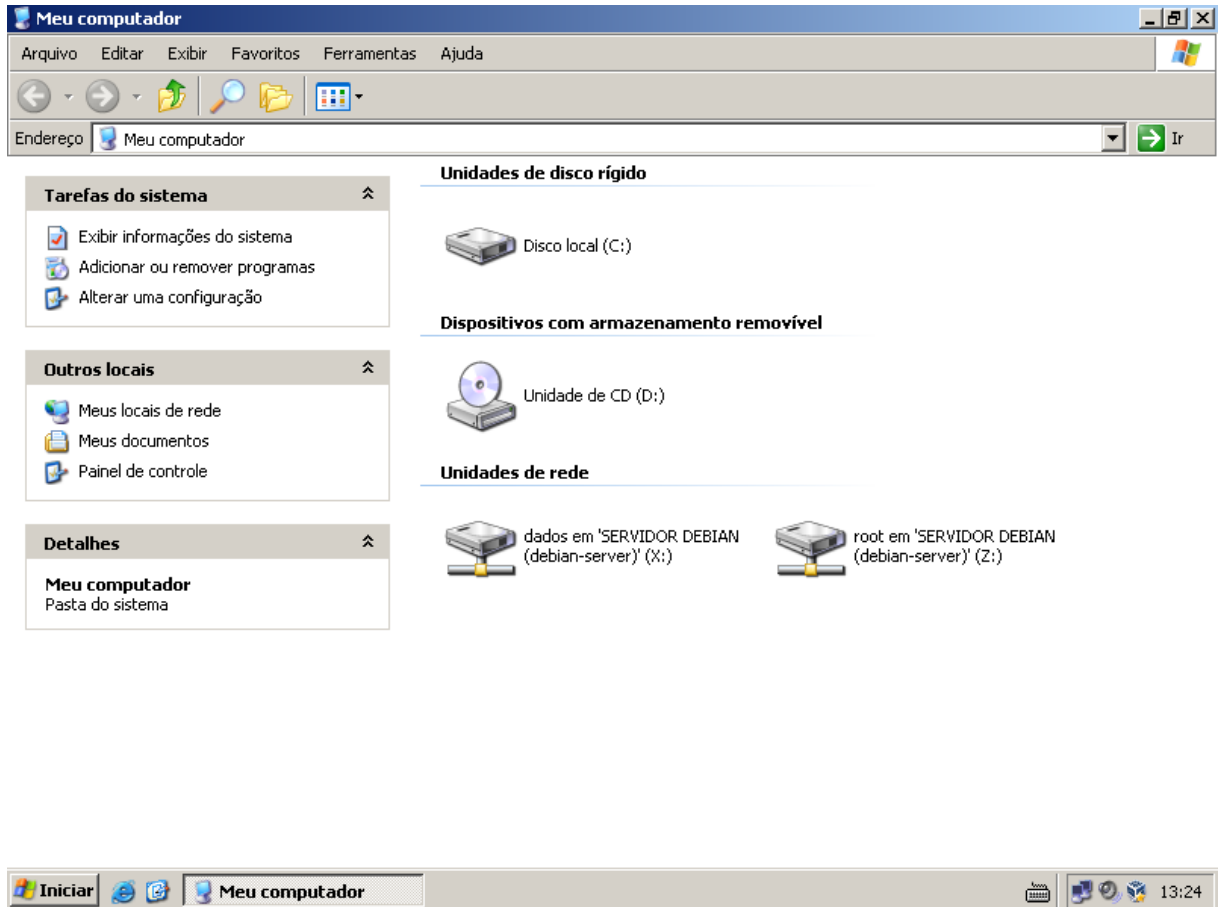 Meu computador
Arquivo Editar Exibir Favoritos Ferramentas Ajuda
Endereço Meu computador Ir
Tarefas do sistema
Exibir informações do sistema
Adicionar ou remover programas
Alterar uma configuração
Outros locais
Meus locais de rede
Meus documentos
Painel de controle
Detalhes
Meu computador
Pasta do sistema
Unidades de disco rígido
Disco local (C:)
Dispositivos com armazenamento removível
Unidade de CD (D:)
Unidades de rede
dados em 'SERVIDOR DEBIAN
(debian-server)' (X:)
root em 'SERVIDOR DEBIAN
(debian-server)' (Z:)
Iniciar Meu computador 13:24